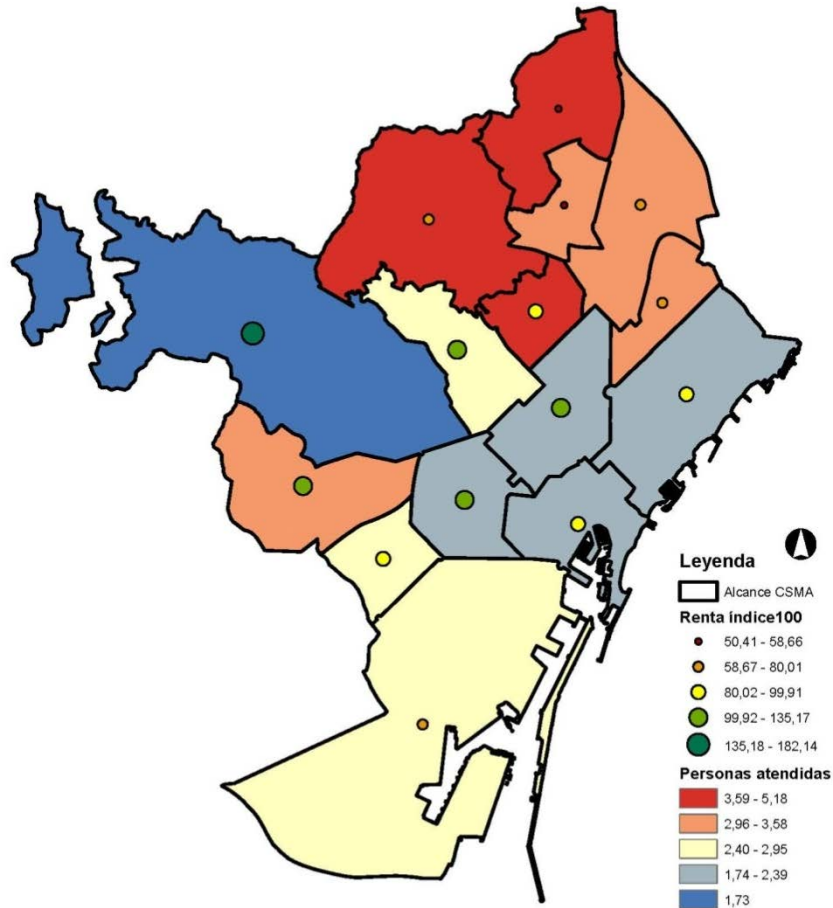 Leyenda
Alcance CSMA
Renta índice100
50,41 - 58,66
58,67 - 80,01
80,02 - 99,91
99,92 - 135,17
135,18 - 182,14
Personas atendidas
3,59 - 5,18
2,96 - 3,58
2,40 - 2,95
1,74 - 2,39
1,73